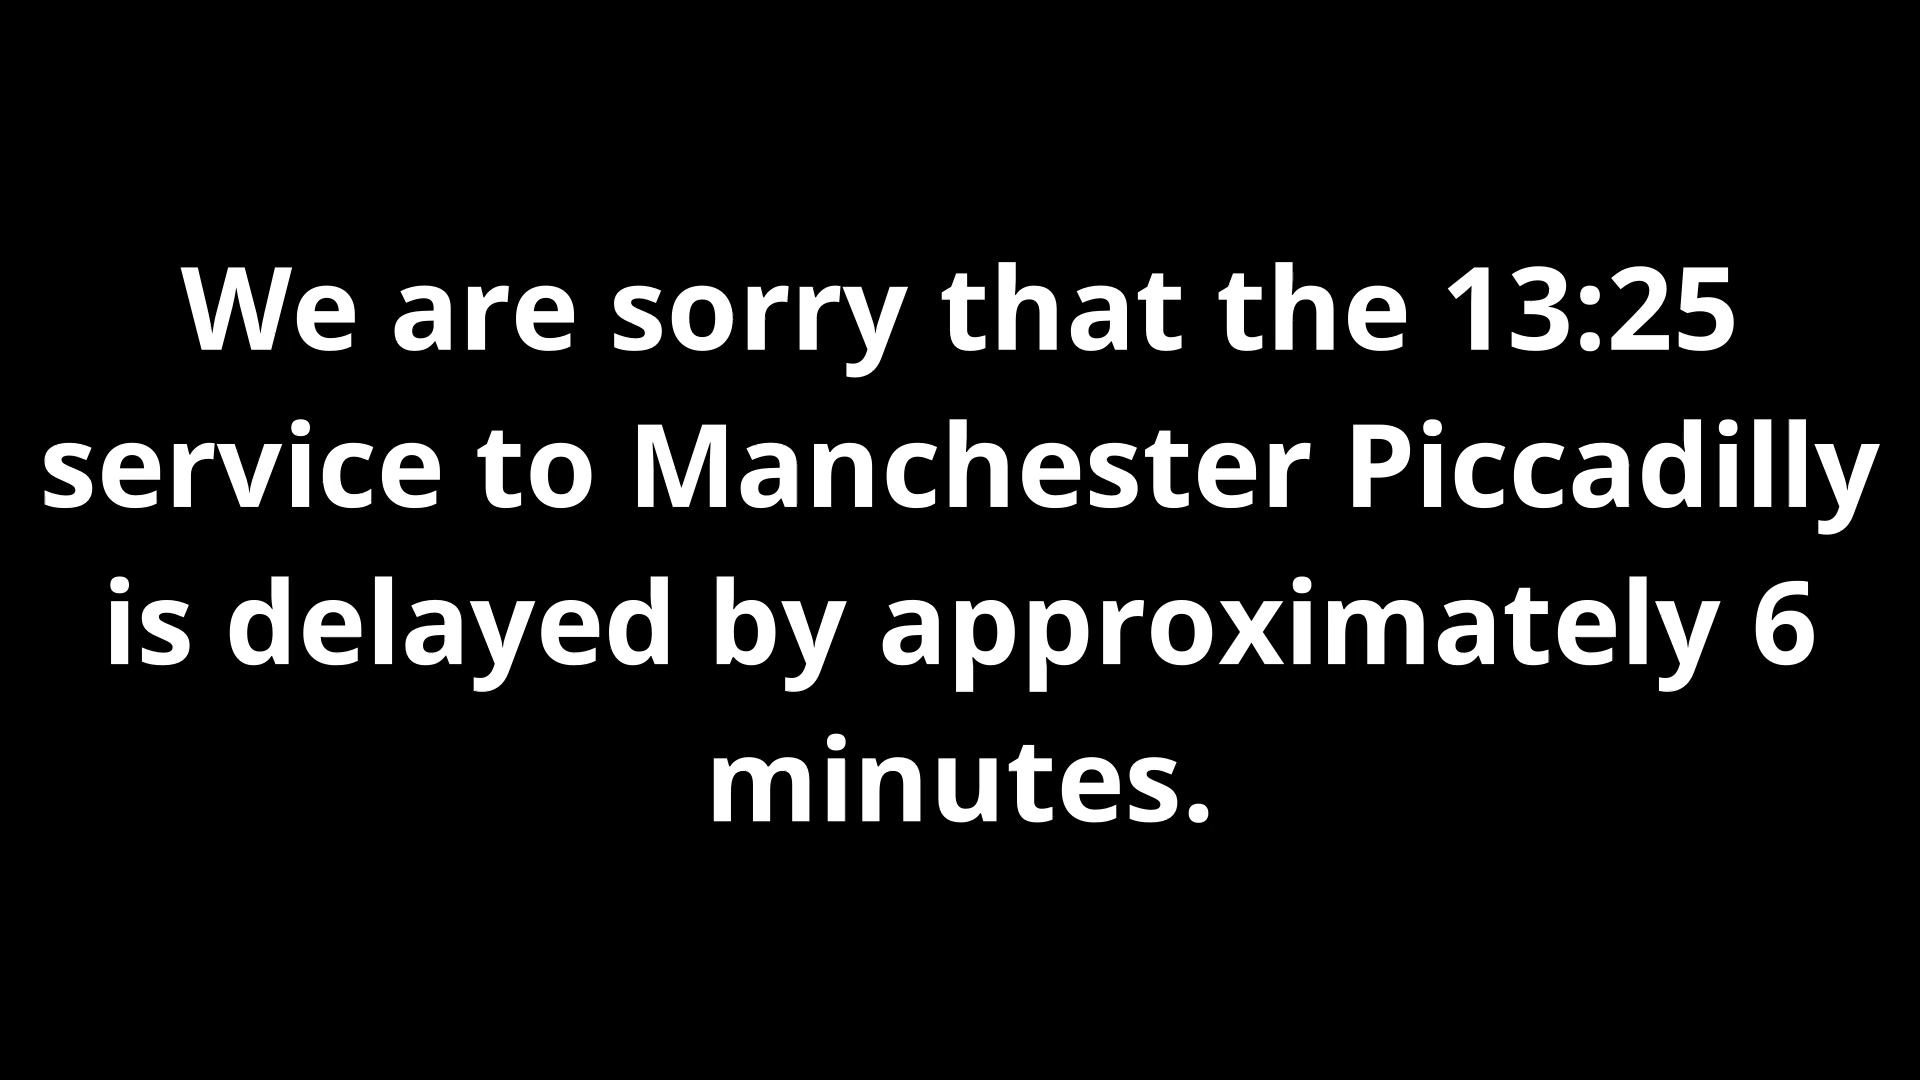 We are sorry that the 13:25
service to Manchester Piccadilly
is delayed by approximately 6
minutes.